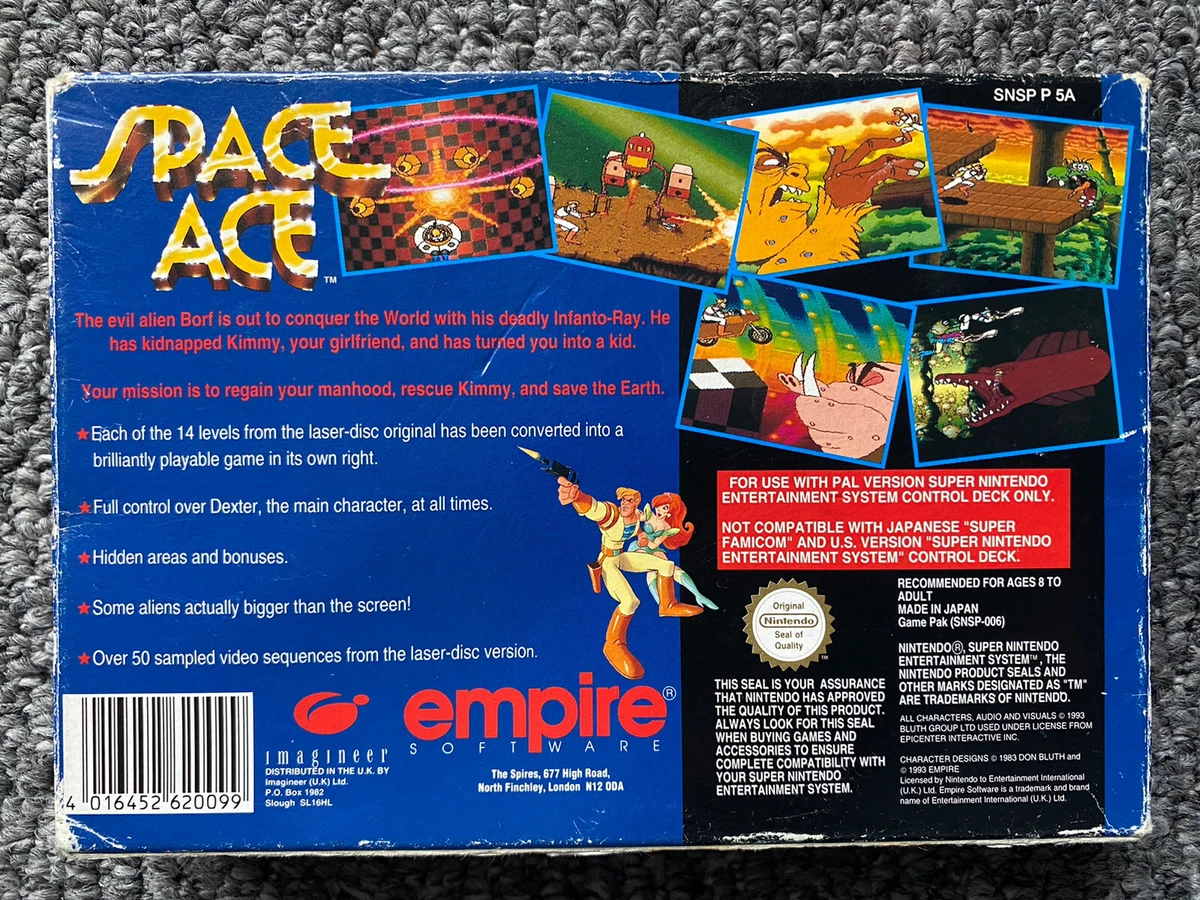 SPACE
ACE™
SNSP P 5A
The evil alien Borf is out to conquer the World with his deadly Infanto-Ray. He
has kidnapped Kimmy, your girlfriend, and has turned you into a kid.
Your mission is to regain your manhood, rescue Kimmy, and save the Earth.
★Each of the 14 levels from the laser-disc original has been converted into a
brilliantly playable game in its own right.
★Full control over Dexter, the main character, at all times.
★Hidden areas and bonuses.
★Some aliens actually bigger than the screen!
★Over 50 sampled video sequences from the laser-disc version.
4 016452 620099
imagineer
DISTRIBUTED IN THE U.K. BY
Imagineer (U.K) Ltd.
P.O. Box 1982
Slough SL16HL
empire®
SOFTWARE
The Spires, 677 High Road,
North Finchley, London N12 0DA
FOR USE WITH PAL VERSION SUPER NINTENDO
ENTERTAINMENT SYSTEM CONTROL DECK ONLY.
NOT COMPATIBLE WITH JAPANESE "SUPER
FAMICOM" AND U.S. VERSION "SUPER NINTENDO
ENTERTAINMENT SYSTEM" CONTROL DECK.
Original
Nintendo
Seal of
Quality
™
THIS SEAL IS YOUR ASSURANCE
THAT NINTENDO HAS APPROVED
THE QUALITY OF THIS PRODUCT.
ALWAYS LOOK FOR THIS SEAL
WHEN BUYING GAMES AND
ACCESSORIES TO ENSURE
COMPLETE COMPATIBILITY WITH
YOUR SUPER NINTENDO
ENTERTAINMENT SYSTEM.
RECOMMENDED FOR AGES 8 TO
ADULT
MADE IN JAPAN
Game Pak (SNSP-006)
NINTENDO®, SUPER NINTENDO
ENTERTAINMENT SYSTEM™, THE
NINTENDO PRODUCT SEALS AND
OTHER MARKS DESIGNATED AS "TM"
ARE TRADEMARKS OF NINTENDO.
ALL CHARACTERS, AUDIO AND VISUALS © 1993
BLUTH GROUP LTD USED UNDER LICENSE FROM
EPICENTER INTERACTIVE INC.
CHARACTER DESIGNS © 1983 DON BLUTH and
© 1993 EMPIRE
Licensed by Nintendo to Entertainment International
(U.K.) Ltd. Empire Software is a trademark and brand
name of Entertainment International (U.K.) Ltd.